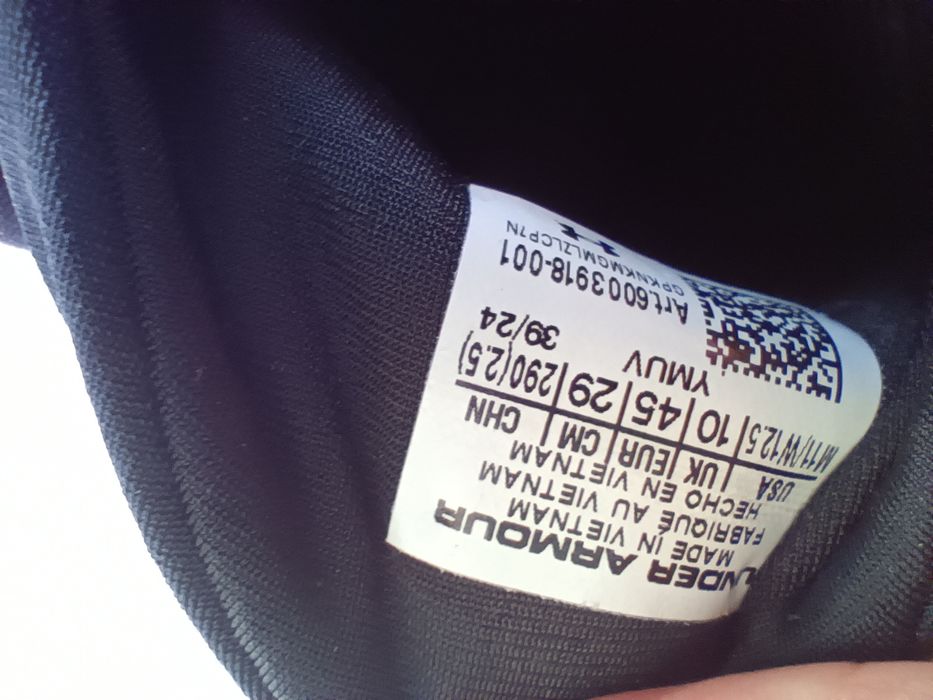 UNDER ARMOUR
MADE IN VIETNAM
FABRIQUÉ AU VIETNAM
HECHO EN VIETNAM
USA UK EUR CM CHN
M11/W12.5 10 45 29 290(2.5)
YMUV 39/24
Art.6003918-001
GPKNKMGMLZLCP7N